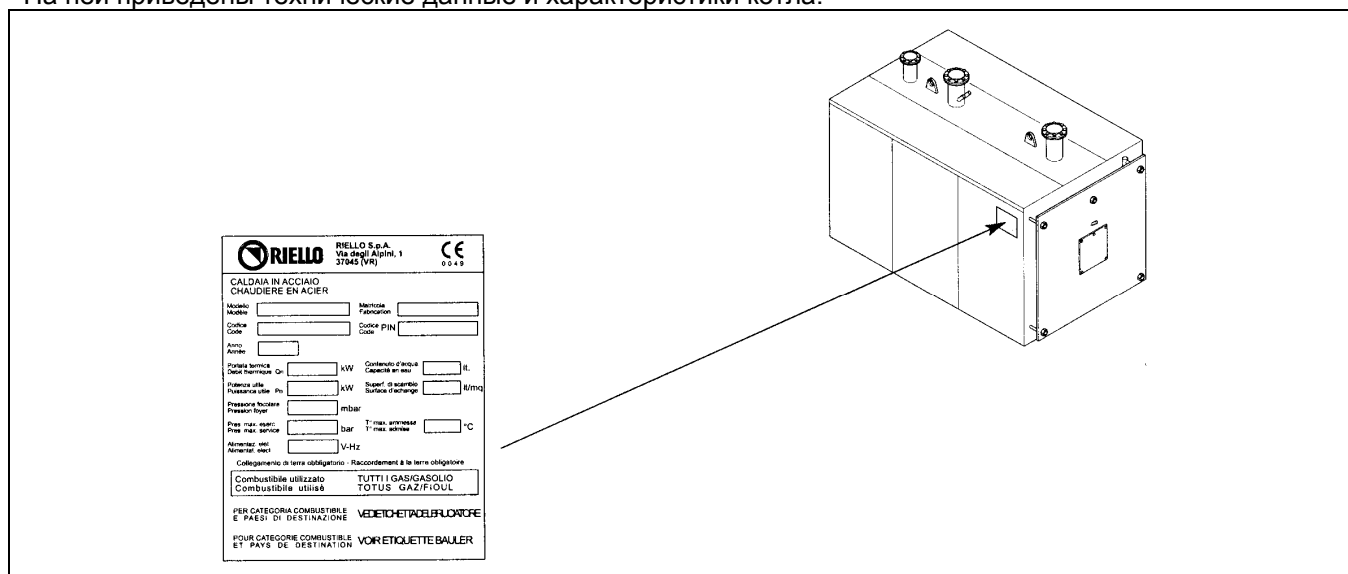 На ней приведены технические данные и характеристики котла.
RIELLO
RIELLO S.p.A.
Via degli Alpini, 1
37045 (VR)
CE
0049
CALDAIA IN ACCIAIO
CHAUDIERE EN ACIER
Modello
Modèle
Matricola
Fabrication
Codice
Code
Codice PIN
Code
Anno
Année
Portata termica
Debit thermique Qn
kW
Contenuto d'acqua
Capacité en eau
lt.
Potenza utile
Puissance utile Pn
kW
Superf. di scambio
Surface d'echange
lt/mq
Pressione focolare
Pression foyer
mbar
Pres. max. eserc.
Pres. max. service
bar
T° max. ammessa
T° max. admise
°C
Alimentaz. elet.
Alimentat. elect
V-Hz
Collegamento di terra obbligatorio - Raccordement à la terre obligatoire
Combustibile utilizzato TUTTI I GAS/GASOLIO
Combustibile utilisé TOTUS GAZ/FIOUL
PER CATEGORIA COMBUSTIBILE
E PAESI DI DESTINAZIONE
VEDI ETICHETTA DEL BRUCIATORE
POUR CATEGORIE COMBUSTIBLE
ET PAYS DE DESTINATION
VOIR ETIQUETTE BAULER